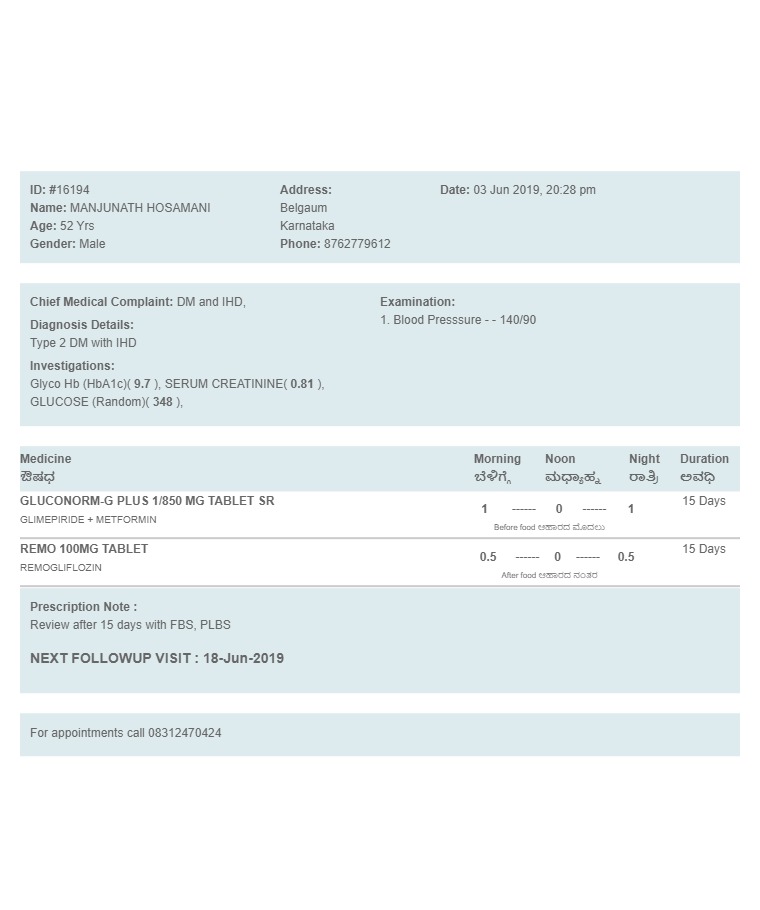 ID: #16194
Name: MANJUNATH HOSAMANI
Age: 52 Yrs
Gender: Male
Address:
Belgaum
Karnataka
Phone: 8762779612
Date: 03 Jun 2019, 20:28 pm
Chief Medical Complaint: DM and IHD,
Diagnosis Details:
Type 2 DM with IHD
Investigations:
Glyco Hb (HbA1c)( 9.7 ), SERUM CREATININE( 0.81 ),
GLUCOSE (Random)( 348 ),
Examination:
1. Blood Presssure - - 140/90
Medicine Morning Noon Night Duration
ಔಷಧ ಬೆಳಿಗ್ಗೆ ಮಧ್ಯಾಹ್ನ ರಾತ್ರಿ ಅವಧಿ
GLUCONORM-G PLUS 1/850 MG TABLET SR 1 ------ 0 ------ 1 15 Days
GLIMEPIRIDE + METFORMIN Before food ಆಹಾರದ ಮೊದಲು
REMO 100MG TABLET 0.5 ------ 0 ------ 0.5 15 Days
REMOGLIFLOZIN After food ಆಹಾರದ ನಂತರ
Prescription Note :
Review after 15 days with FBS, PLBS
NEXT FOLLOWUP VISIT : 18-Jun-2019
For appointments call 08312470424